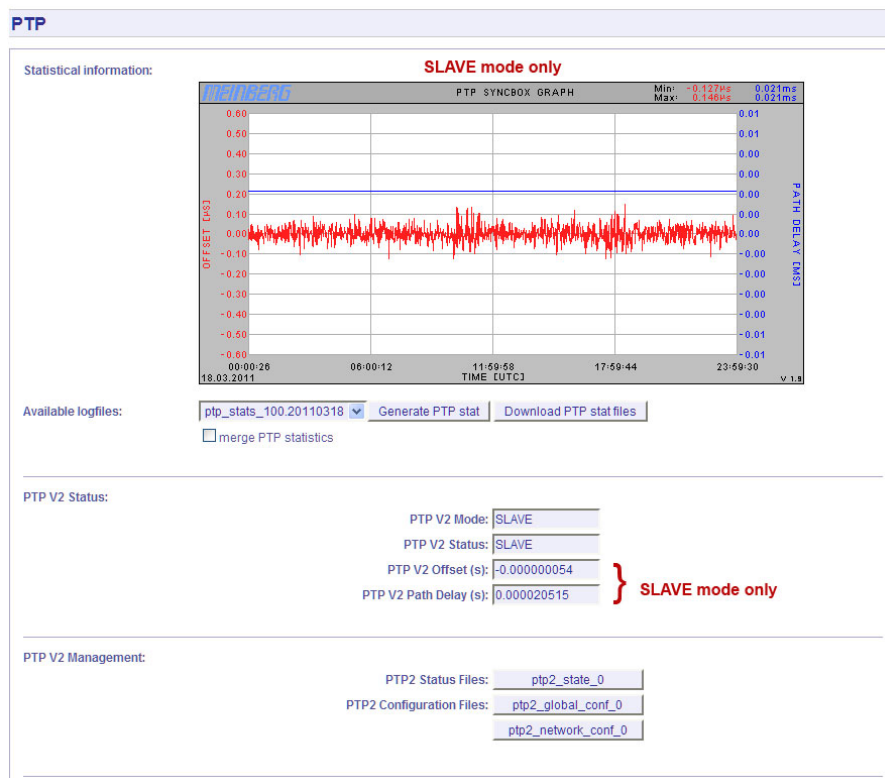 PTP
Statistical information:
SLAVE mode only
MEINBERG PTP SYNCBOX GRAPH Min: -0.127µs 0.021ms
Max: 0.146µs 0.021ms
0.60 0.01
0.50 0.01
0.40 0.00
0.30 0.00
0.20 0.00
0.10 0.00
0.00 -0.00
-0.10 -0.00
-0.20 -0.00
-0.30 -0.00
-0.40 -0.00
-0.50 -0.01
-0.60 -0.01
OFFSET [µS]
PATH DELAY [MS]
00:00:26 06:00:12 11:59:58 17:59:44 23:59:30
18.03.2011 TIME [UTC] V 1.9
Available logfiles: ptp_stats_100.20110318 Generate PTP stat Download PTP stat files
merge PTP statistics
PTP V2 Status:
PTP V2 Mode: SLAVE
PTP V2 Status: SLAVE
PTP V2 Offset (s): -0.000000054
PTP V2 Path Delay (s): 0.000020515
} SLAVE mode only
PTP V2 Management:
PTP2 Status Files: ptp2_state_0
PTP2 Configuration Files: ptp2_global_conf_0
ptp2_network_conf_0